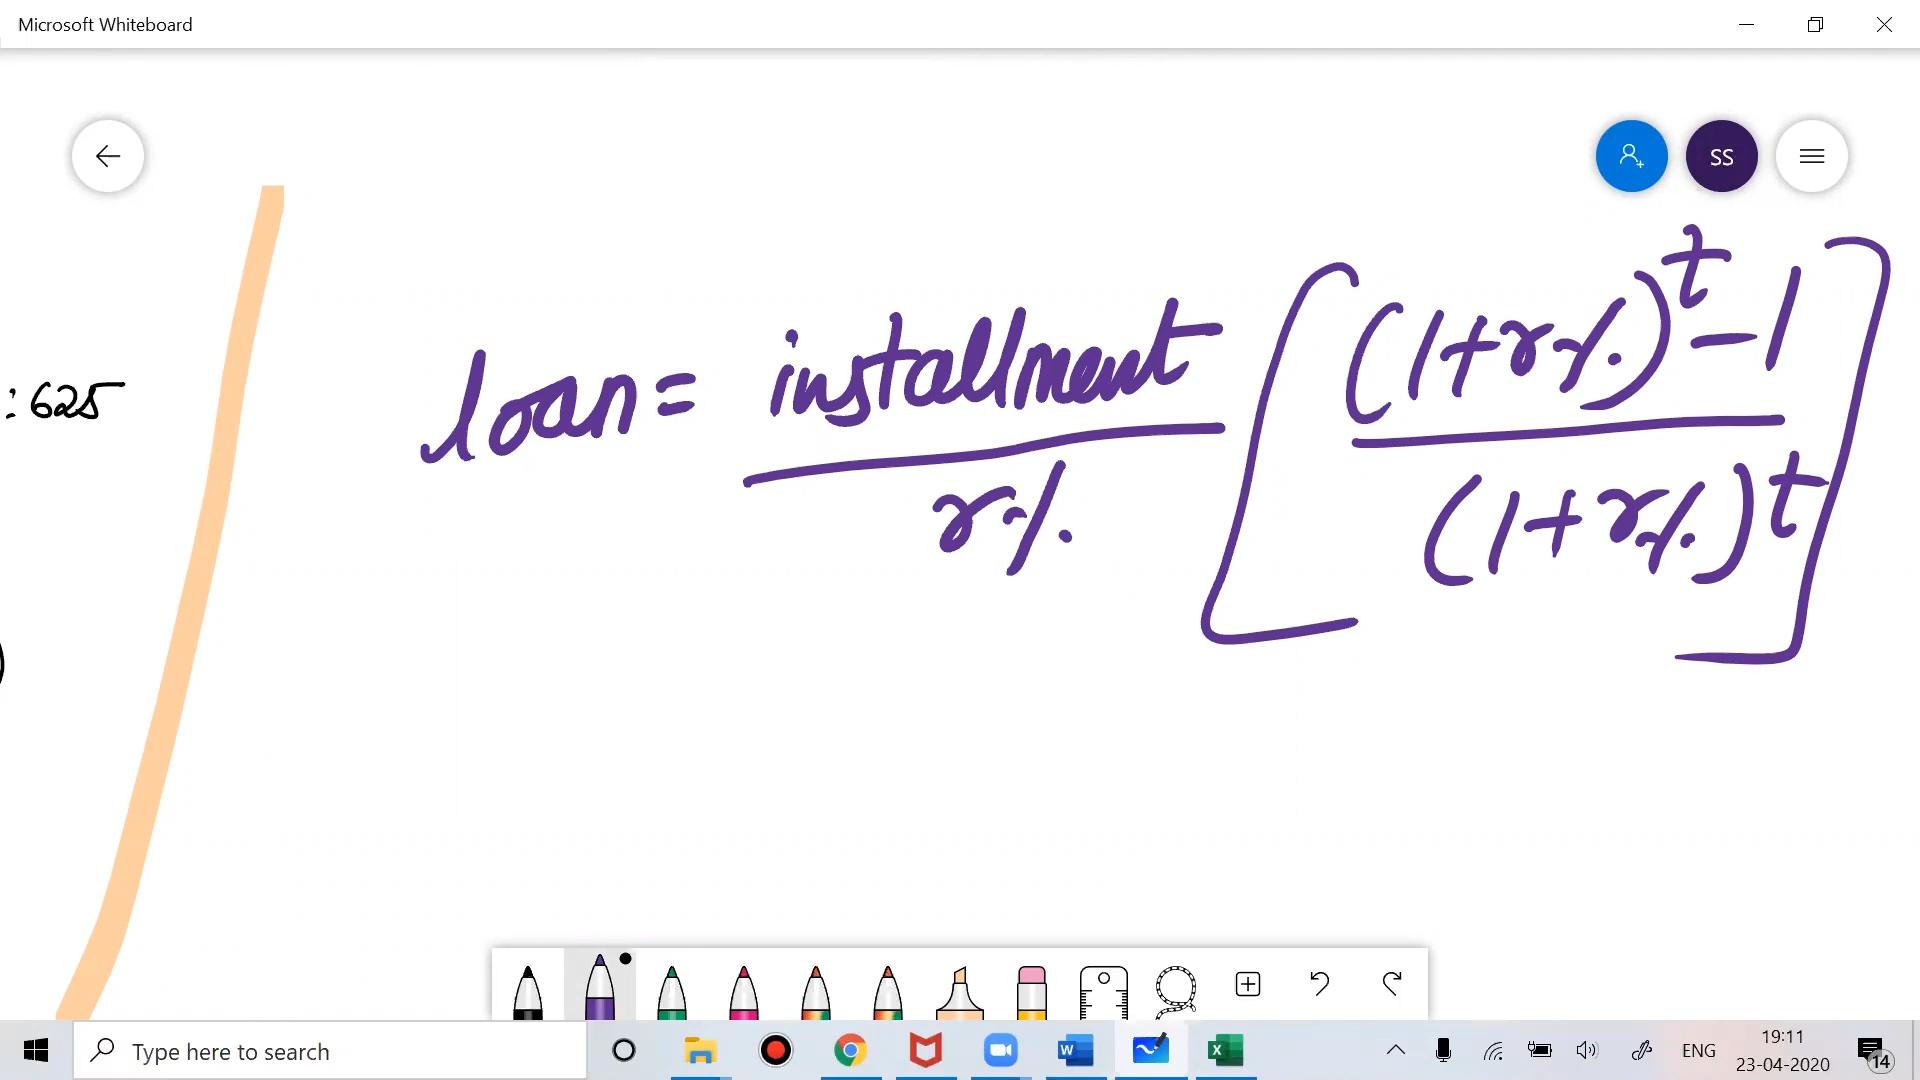 Microsoft Whiteboard
SS
: 625
loan = installment / r% [ (1+r%)^t - 1 / (1+r%)^t ]
Type here to search
W
X
ENG
19:11
23-04-2020
14